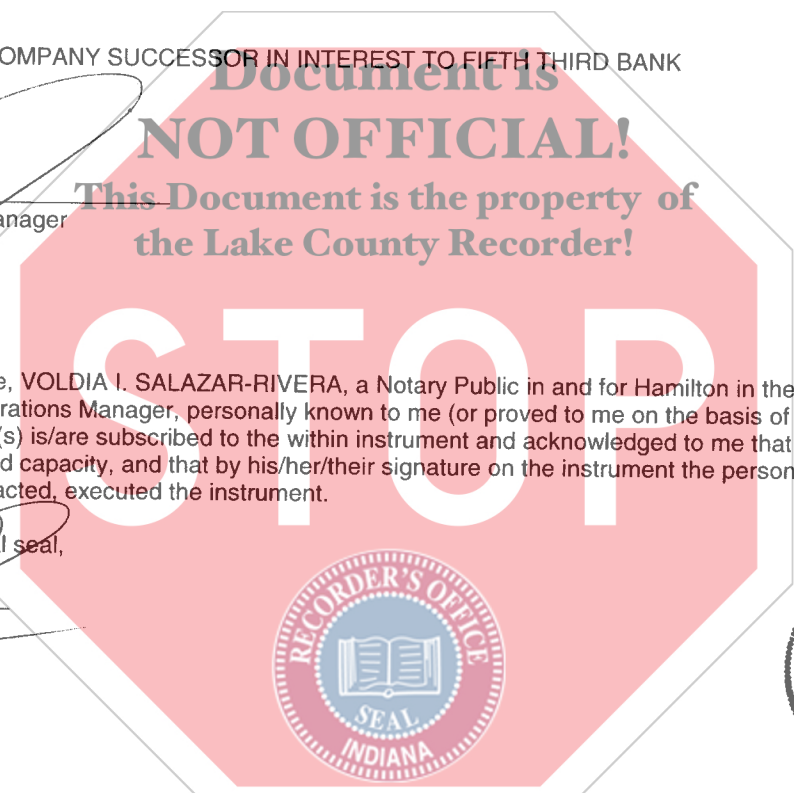 OMPANY SUCCESSOR IN INTEREST TO FIFTH THIRD BANK
Document is
NOT OFFICIAL!
This Document is the property of
anager
the Lake County Recorder!
STOP
e, VOLDIA I. SALAZAR-RIVERA, a Notary Public in and for Hamilton in the
rations Manager, personally known to me (or proved to me on the basis of
(s) is/are subscribed to the within instrument and acknowledged to me that
d capacity, and that by his/her/their signature on the instrument the person
acted, executed the instrument.
l seal,
RECORDER'S OFFICE
SEAL
INDIANA